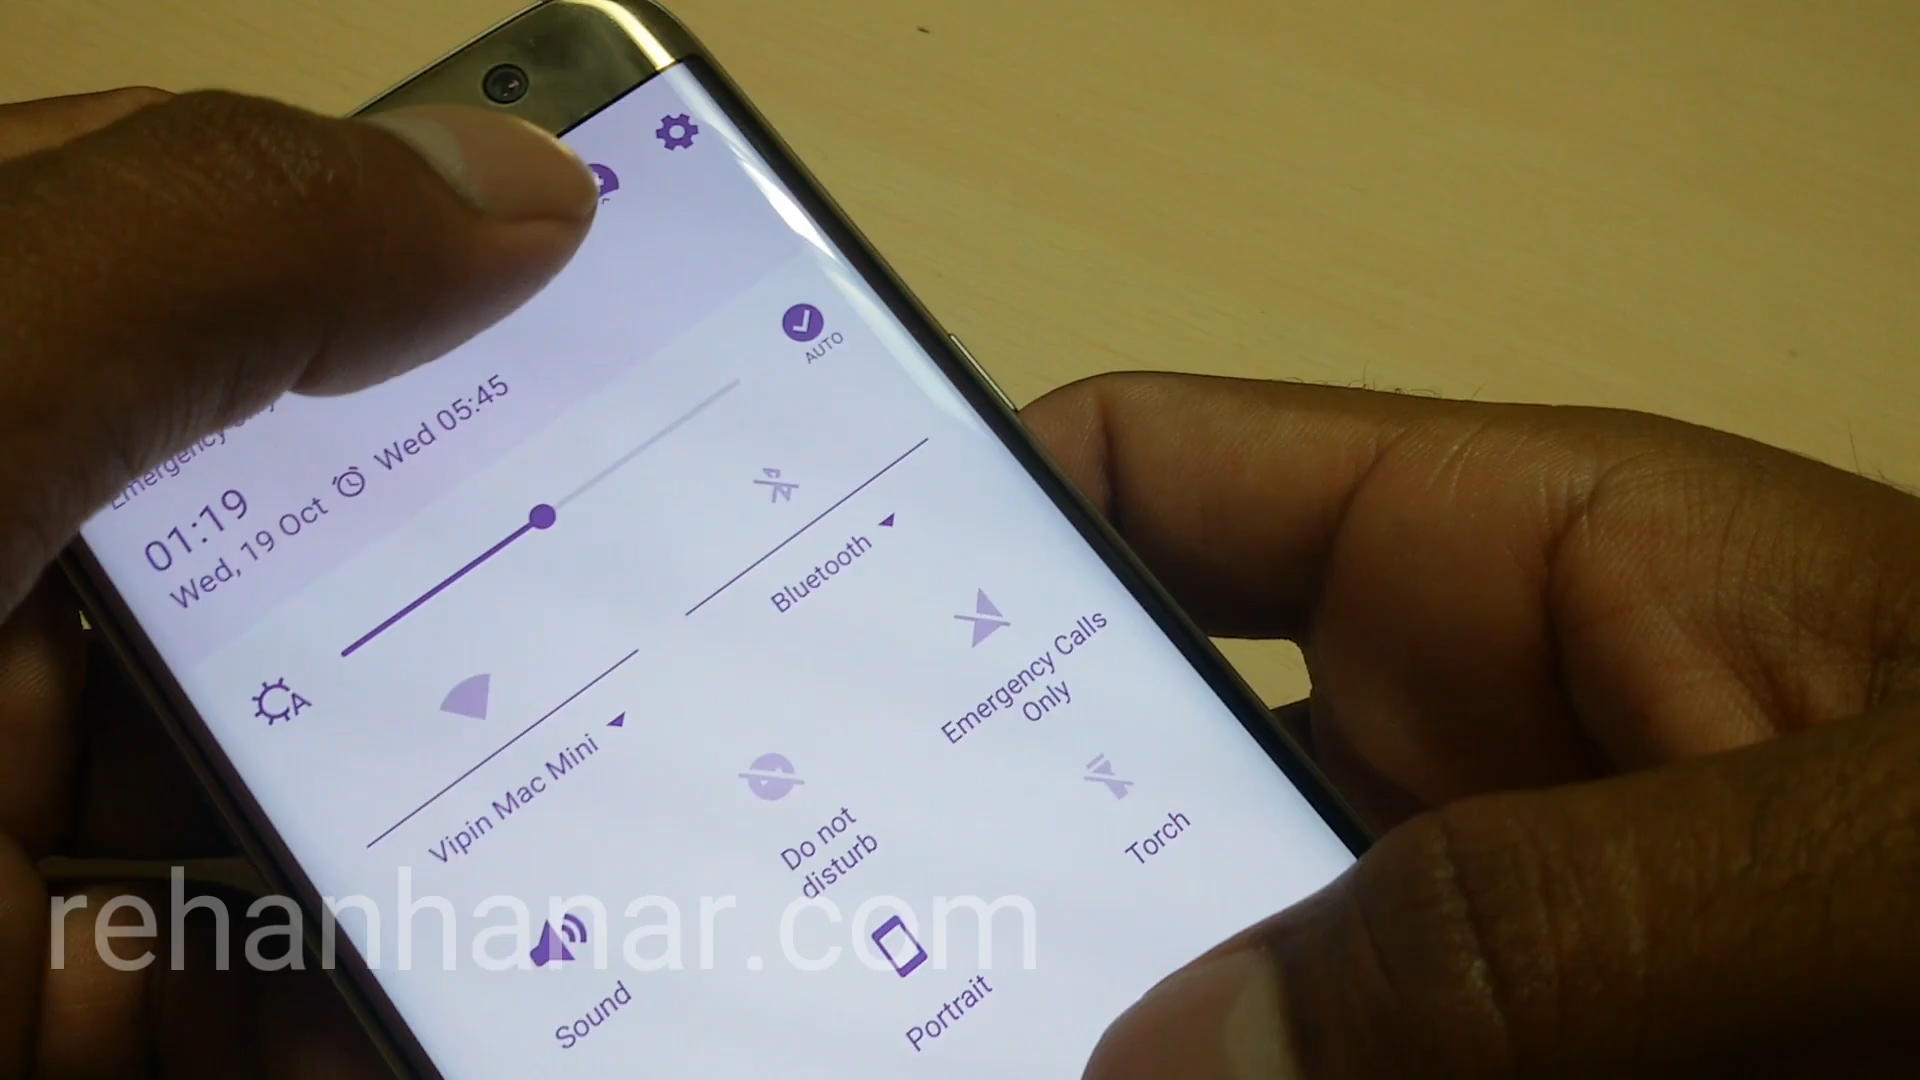 Emergency
01:19
Wed, 19 Oct Wed 05:45
AUTO
Vipin Mac Mini
Bluetooth
Sound
Do not
disturb
Emergency Calls
Only
Portrait
Torch
rehanhanar.com